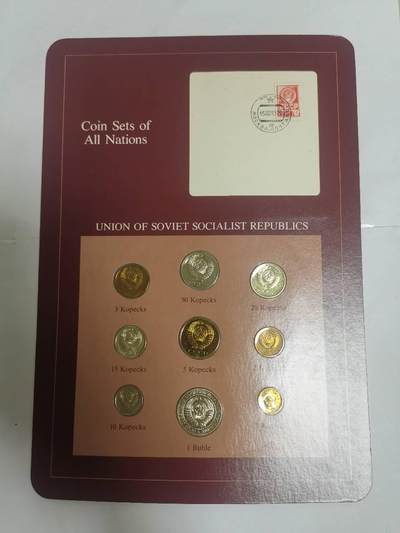 Coin Sets of
All Nations
UNION OF SOVIET SOCIALIST REPUBLICS
3 Kopecks
50 Kopecks
20 Kopecks
15 Kopecks
5 Kopecks
10 Kopecks
1 Ruble